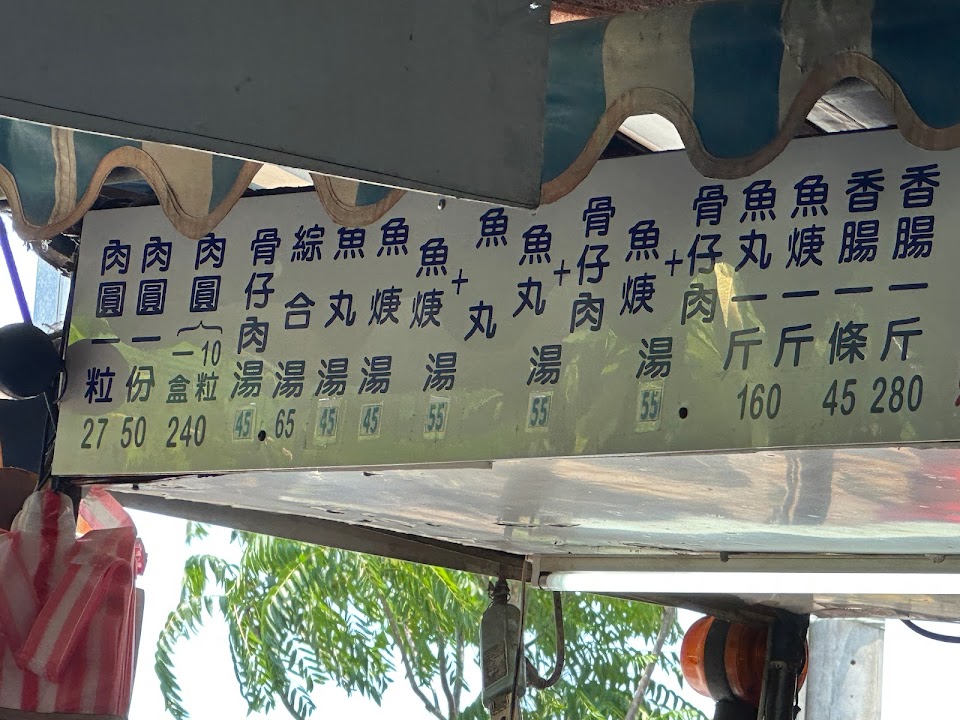 肉圓一粒 27
肉圓一份 50
肉圓一盒 10粒 240
骨仔肉湯 45
綜合湯 65
魚丸湯 45
魚焿湯 45
魚焿+魚丸湯 55
魚丸+骨仔肉湯 55
魚焿+骨仔肉湯 55
魚丸一斤 160
魚焿一斤
香腸一條 45
香腸一斤 280